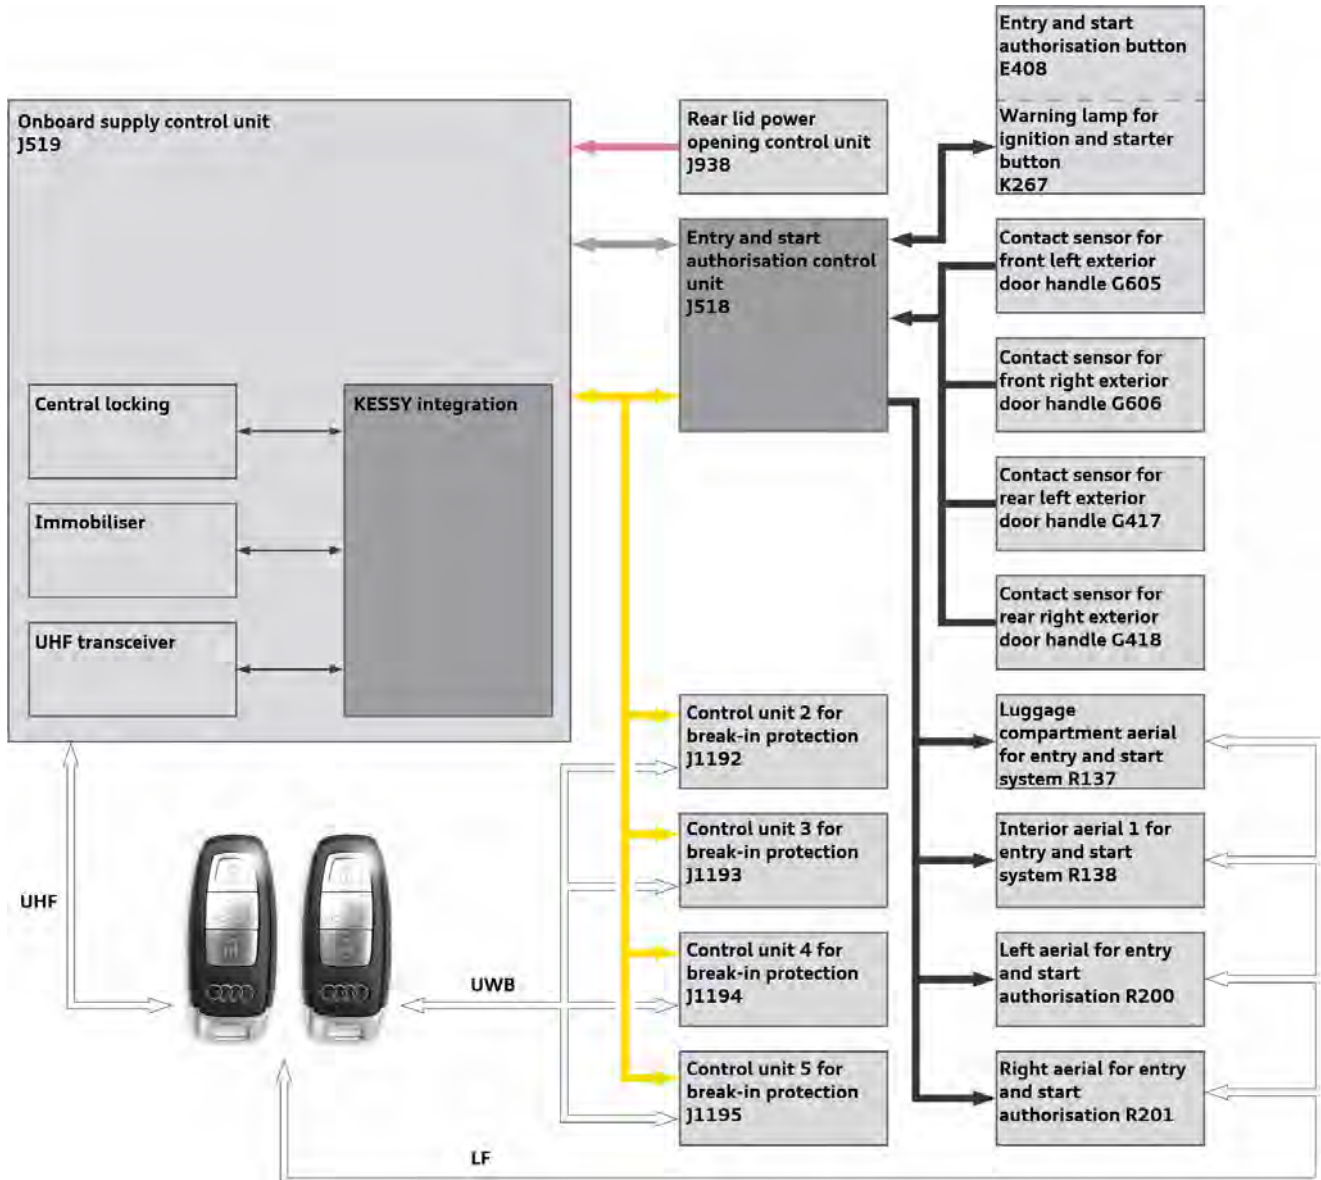 Entry and start
authorisation button
E408
Warning lamp for
ignition and starter
button
K267
Onboard supply control unit
J519
Rear lid power
opening control unit
J938
Entry and start
authorisation control
unit
J518
Contact sensor for
front left exterior
door handle G605
Contact sensor for
front right exterior
door handle G606
Contact sensor for
rear left exterior
door handle G417
Contact sensor for
rear right exterior
door handle G418
Central locking
KESSY integration
Immobiliser
UHF transceiver
Control unit 2 for
break-in protection
J1192
Luggage
compartment aerial
for entry and start
system R137
Control unit 3 for
break-in protection
J1193
Interior aerial 1 for
entry and start
system R138
UHF
Control unit 4 for
break-in protection
J1194
Left aerial for entry
and start
authorisation R200
UWB
Control unit 5 for
break-in protection
J1195
Right aerial for entry
and start
authorisation R201
LF